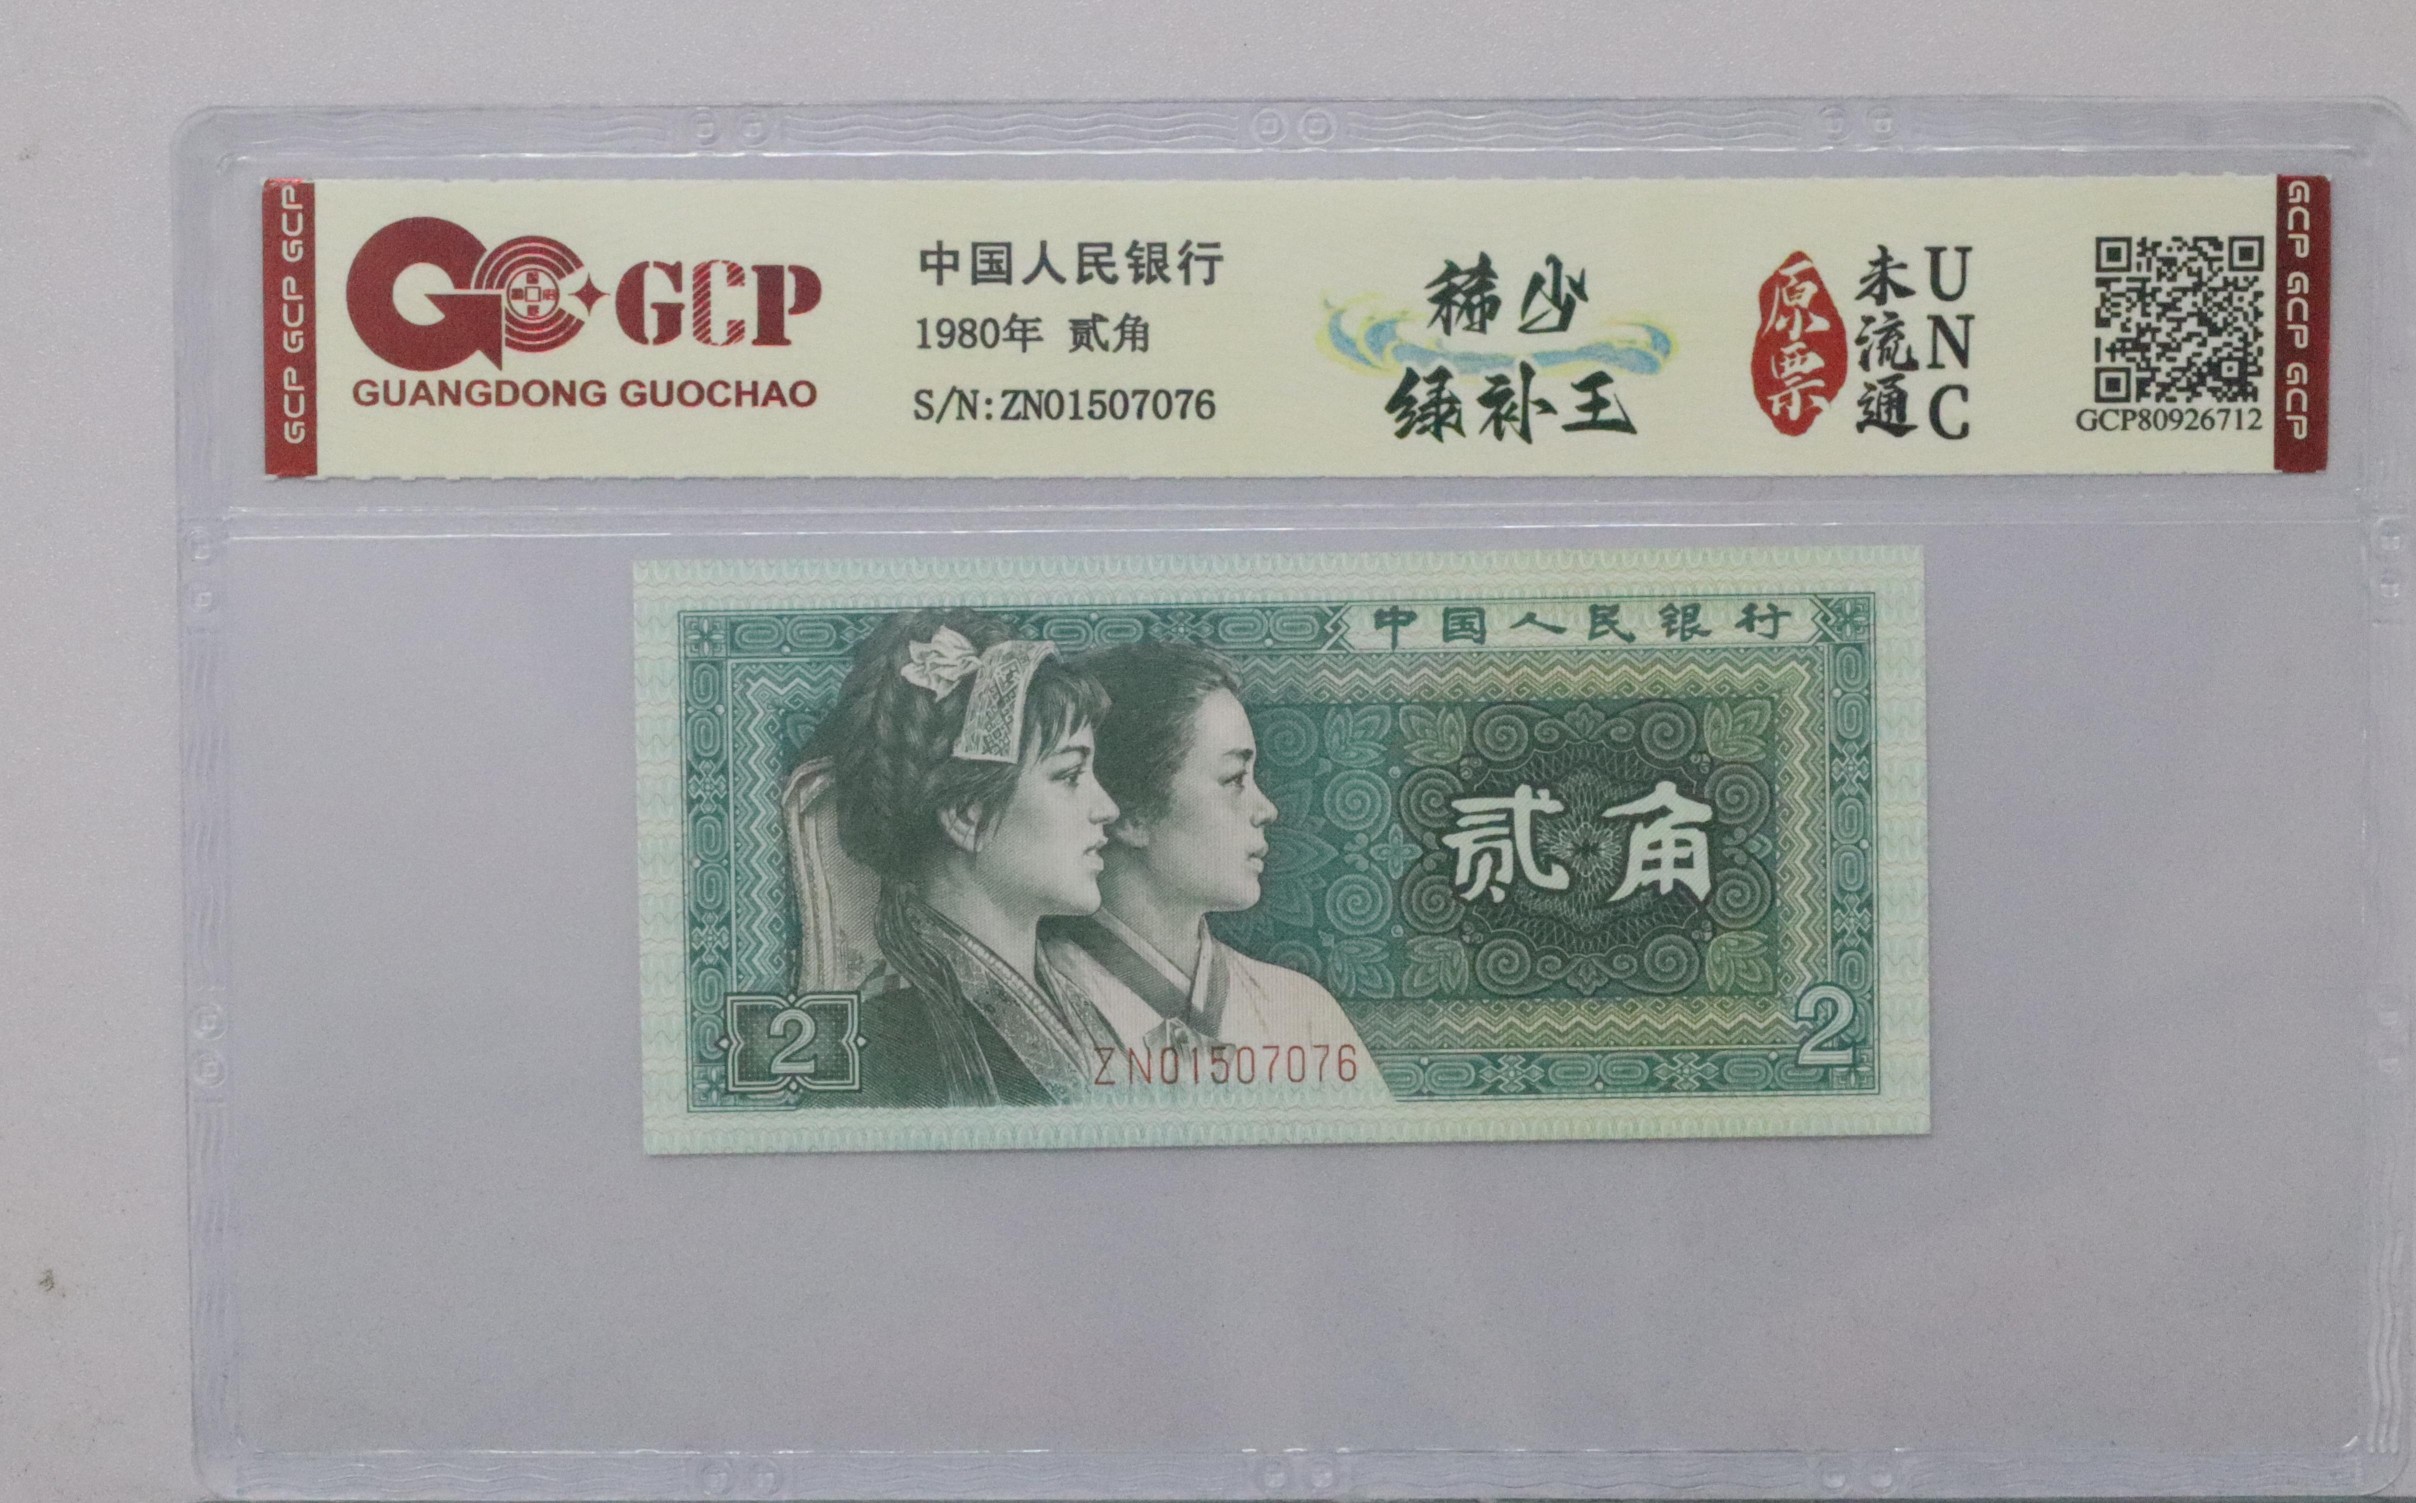 GCP GCP GCP
GCP
GUANGDONG GUOCHAO
中国人民银行
1980年 贰角
S/N:ZN01507076
稀少
绿补王
原票
未流通
UNC
GCP80926712
GCP GCP GCP
中国人民银行
贰角
2
2
ZN01507076